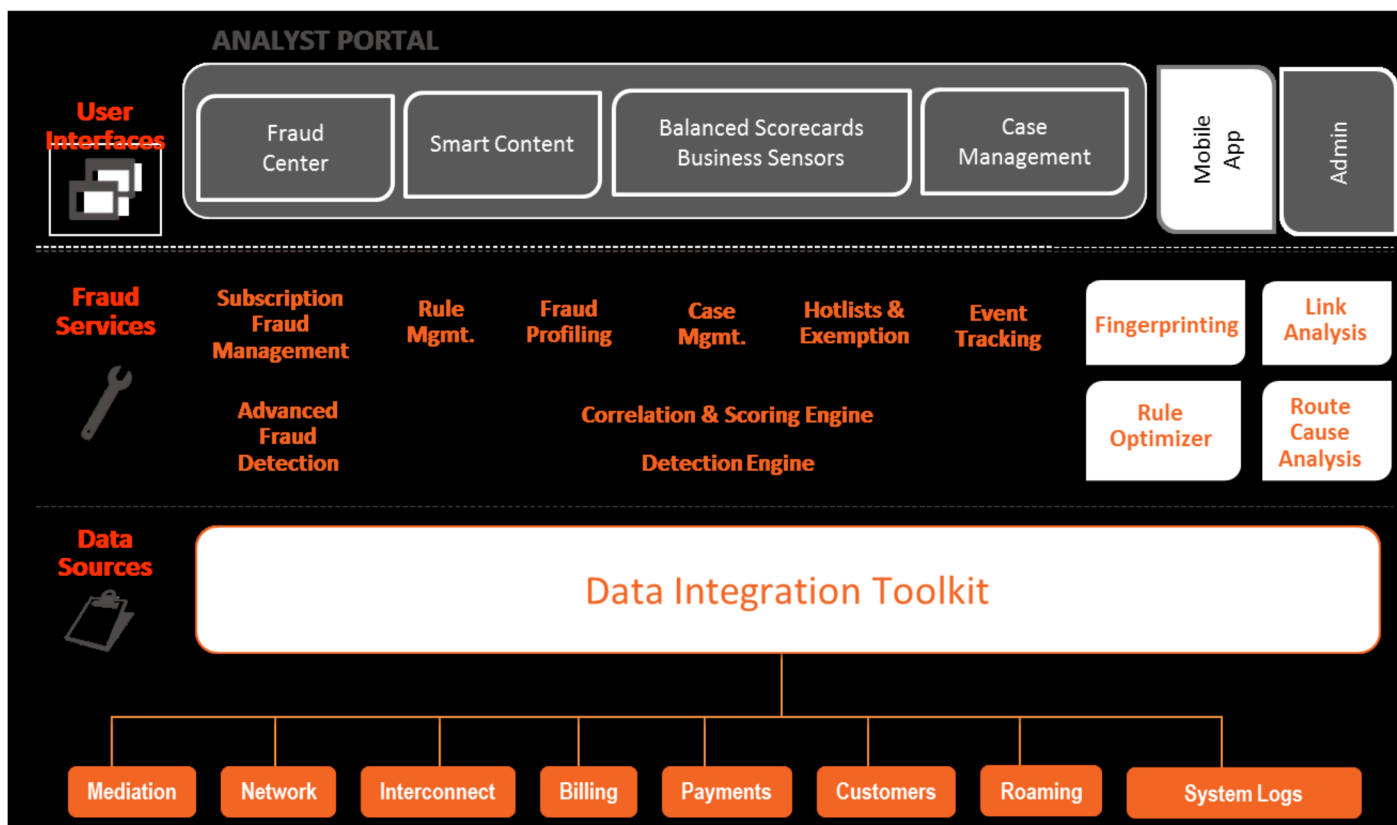 ANALYST PORTAL
User
Interfaces
Fraud
Center
Smart Content
Balanced Scorecards
Business Sensors
Case
Management
Mobile
App
Admin
Fraud
Services
Subscription
Fraud
Management
Rule
Mgmt.
Fraud
Profiling
Case
Mgmt.
Hotlists &
Exemption
Event
Tracking
Fingerprinting
Link
Analysis
Advanced
Fraud
Detection
Correlation & Scoring Engine
Detection Engine
Rule
Optimizer
Route
Cause
Analysis
Data
Sources
Data Integration Toolkit
Mediation
Network
Interconnect
Billing
Payments
Customers
Roaming
System Logs